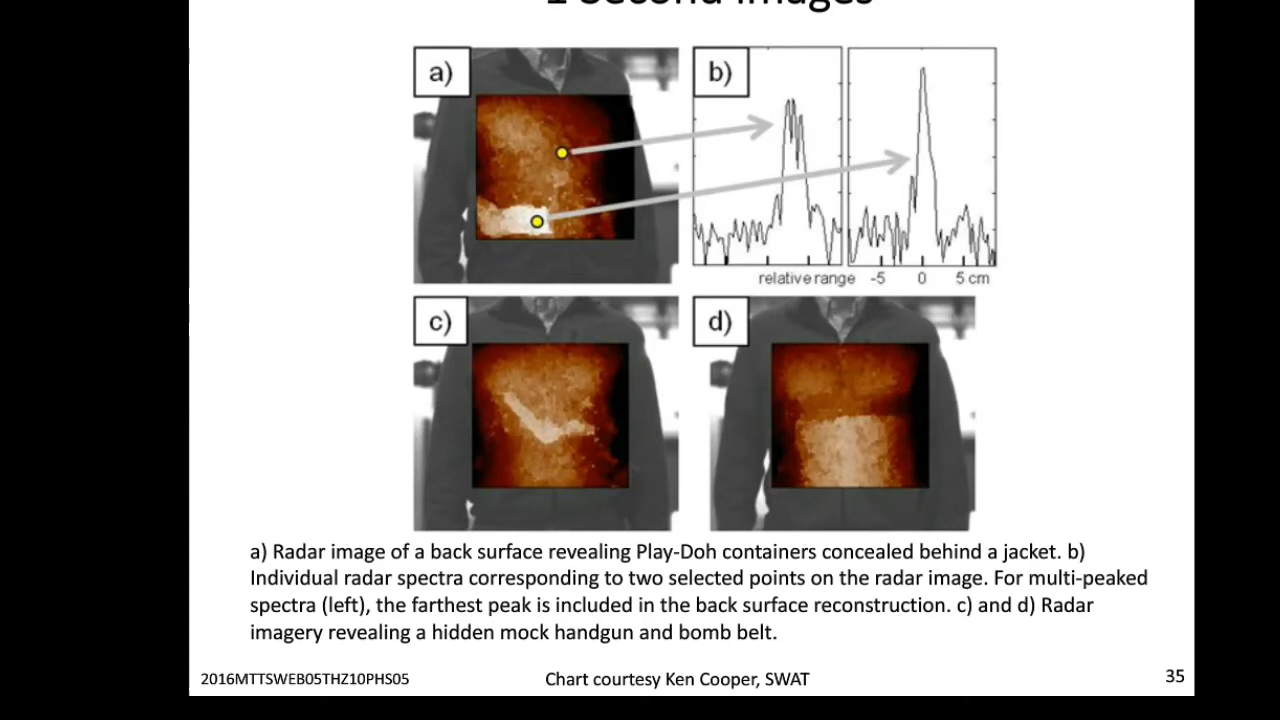 1 Second Images
a)
b)
relative range -5 0 5 cm
c)
d)
a) Radar image of a back surface revealing Play-Doh containers concealed behind a jacket. b)
Individual radar spectra corresponding to two selected points on the radar image. For multi-peaked
spectra (left), the farthest peak is included in the back surface reconstruction. c) and d) Radar
imagery revealing a hidden mock handgun and bomb belt.
2016MTTSWEB05THZ10PHS05
Chart courtesy Ken Cooper, SWAT
35